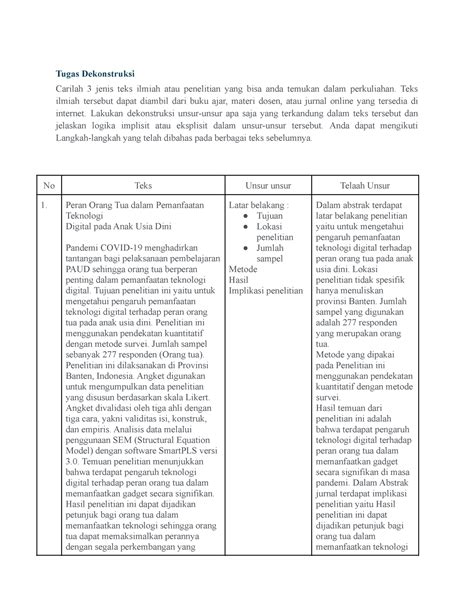 Tugas Dekonstruksi
Carilah 3 jenis teks ilmiah atau penelitian yang bisa anda temukan dalam perkuliahan. Teks
ilmiah tersebut dapat diambil dari buku ajar, materi dosen, atau jurnal online yang tersedia di
internet. Lakukan dekonstruksi unsur-unsur apa saja yang terkandung dalam teks tersebut dan
jelaskan logika implisit atau eksplisit dalam unsur-unsur tersebut. Anda dapat mengikuti
Langkah-langkah yang telah dibahas pada berbagai teks sebelumnya.
No
Teks
Unsur unsur
Telaah Unsur
1.
Peran Orang Tua dalam Pemanfaatan
Teknologi
Digital pada Anak Usia Dini
Pandemi COVID-19 menghadirkan
tantangan bagi pelaksanaan pembelajaran
PAUD sehingga orang tua berperan
penting dalam pemanfaatan teknologi
digital. Tujuan penelitian ini yaitu untuk
mengetahui pengaruh pemanfaatan
teknologi digital terhadap peran orang
tua pada anak usia dini. Penelitian ini
menggunakan pendekatan kuantitatif
dengan metode survei. Jumlah sampel
sebanyak 277 responden (Orang tua).
Penelitian ini dilakukan di Provinsi
Banten, Indonesia. Angket digunakan
untuk mengumpulkan data penelitian
yang disusun berdasarkan skala Likert.
Angket divalidasi oleh tiga ahli dengan
tiga cara, yakni validitas isi, konstruk,
dan empiris. Analisis data melalui
penggunaan SEM (Structural Equation
Model) dengan software SmartPLS versi
3.0. Temuan penelitian menunjukkan
bahwa terdapat pengaruh teknologi
digital terhadap peran orang tua dalam
memanfaatkan gadget secara signifikan.
Hasil penelitian ini dapat dijadikan
petunjuk bagi orang tua dalam
memanfaatkan teknologi sehingga orang
tua dapat memaksimalkan perannya
dengan segala perkembangan yang
Latar belakang :
● Tujuan
● Lokasi
penelitian
● Jumlah
sampel
Metode
Hasil
Implikasi penelitian
Dalam abstrak terdapat
latar belakang penelitian
yaitu untuk mengetahui
pengaruh pemanfaatan
teknologi digital terhadap
peran orang tua pada anak
usia dini. Lokasi
penelitian tidak spesifik
hanya menuliskan
provinsi Banten. Jumlah
sampel yang digunakan
adalah 277 responden
yang merupakan orang
tua.
Metode yang dipakai
pada Penelitian ini
menggunakan pendekatan
kuantitatif dengan metode
survei.
Hasil temuan dari
penelitian ini adalah
bahwa terdapat pengaruh
teknologi digital terhadap
peran orang tua dalam
memanfaatkan gadget
secara signifikan di masa
pandemi. Dalam Abstrak
jurnal terdapat implikasi
penelitian yaitu Hasil
penelitian ini dapat
dijadikan petunjuk bagi
orang tua dalam
memanfaatkan teknologi